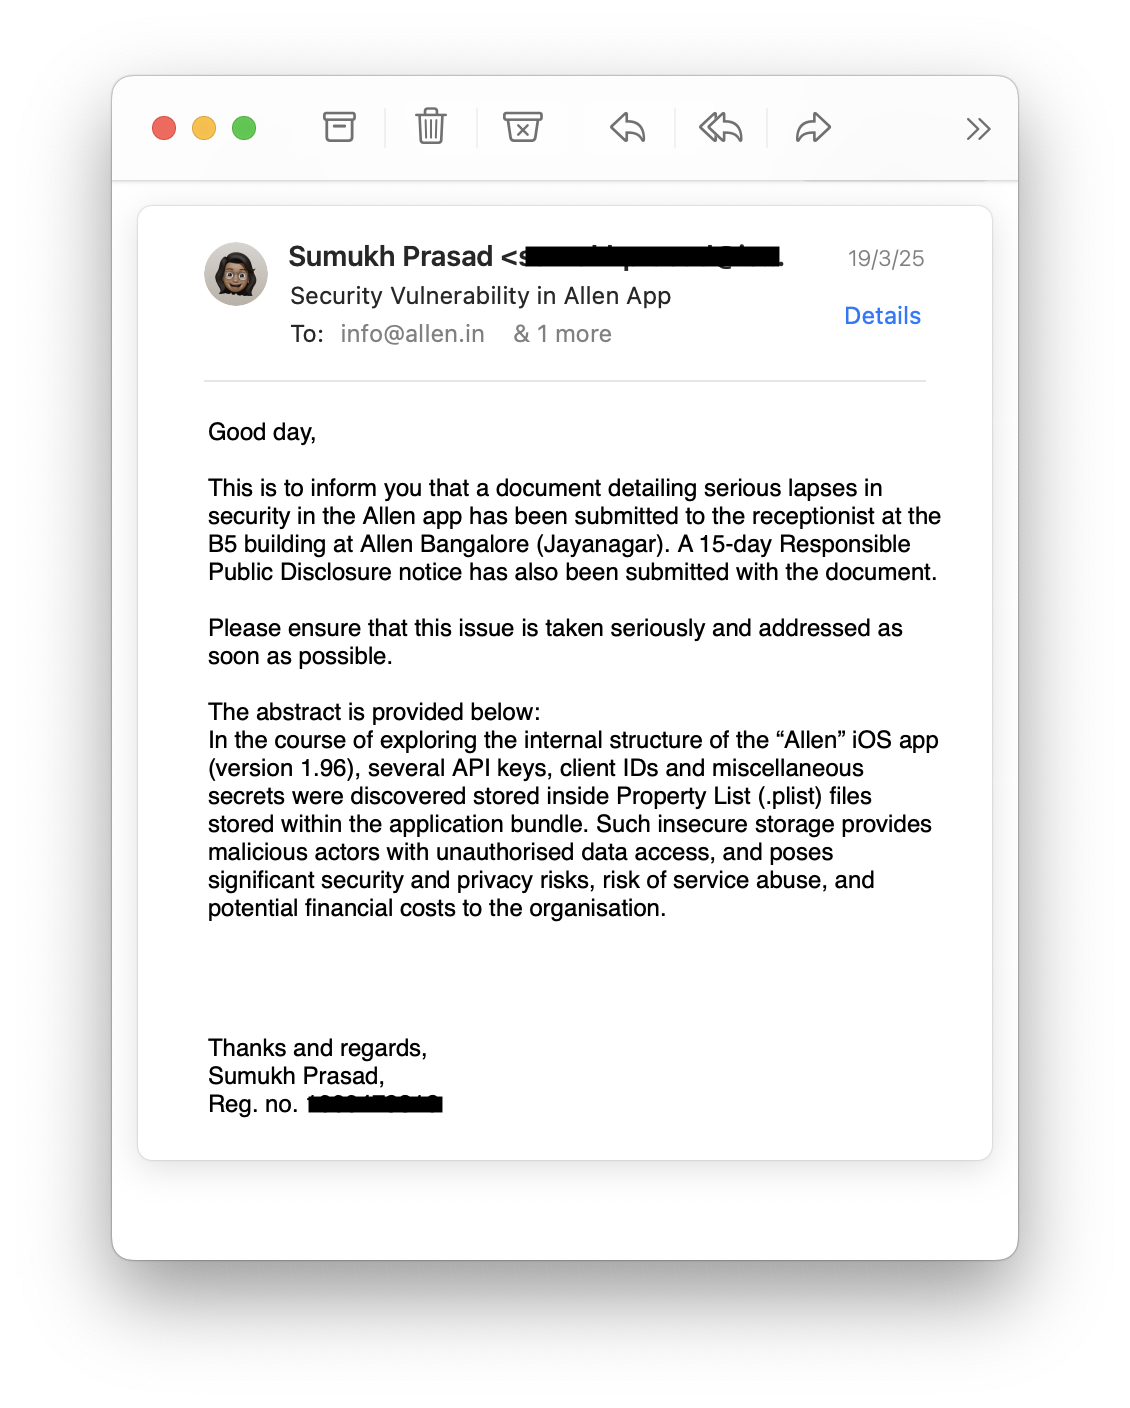 Sumukh Prasad <s
19/3/25
Security Vulnerability in Allen App
Details
To: info@allen.in & 1 more
Good day,
This is to inform you that a document detailing serious lapses in
security in the Allen app has been submitted to the receptionist at the
B5 building at Allen Bangalore (Jayanagar). A 15-day Responsible
Public Disclosure notice has also been submitted with the document.
Please ensure that this issue is taken seriously and addressed as
soon as possible.
The abstract is provided below:
In the course of exploring the internal structure of the “Allen” iOS app
(version 1.96), several API keys, client IDs and miscellaneous
secrets were discovered stored inside Property List (.plist) files
stored within the application bundle. Such insecure storage provides
malicious actors with unauthorised data access, and poses
significant security and privacy risks, risk of service abuse, and
potential financial costs to the organisation.
Thanks and regards,
Sumukh Prasad,
Reg. no.